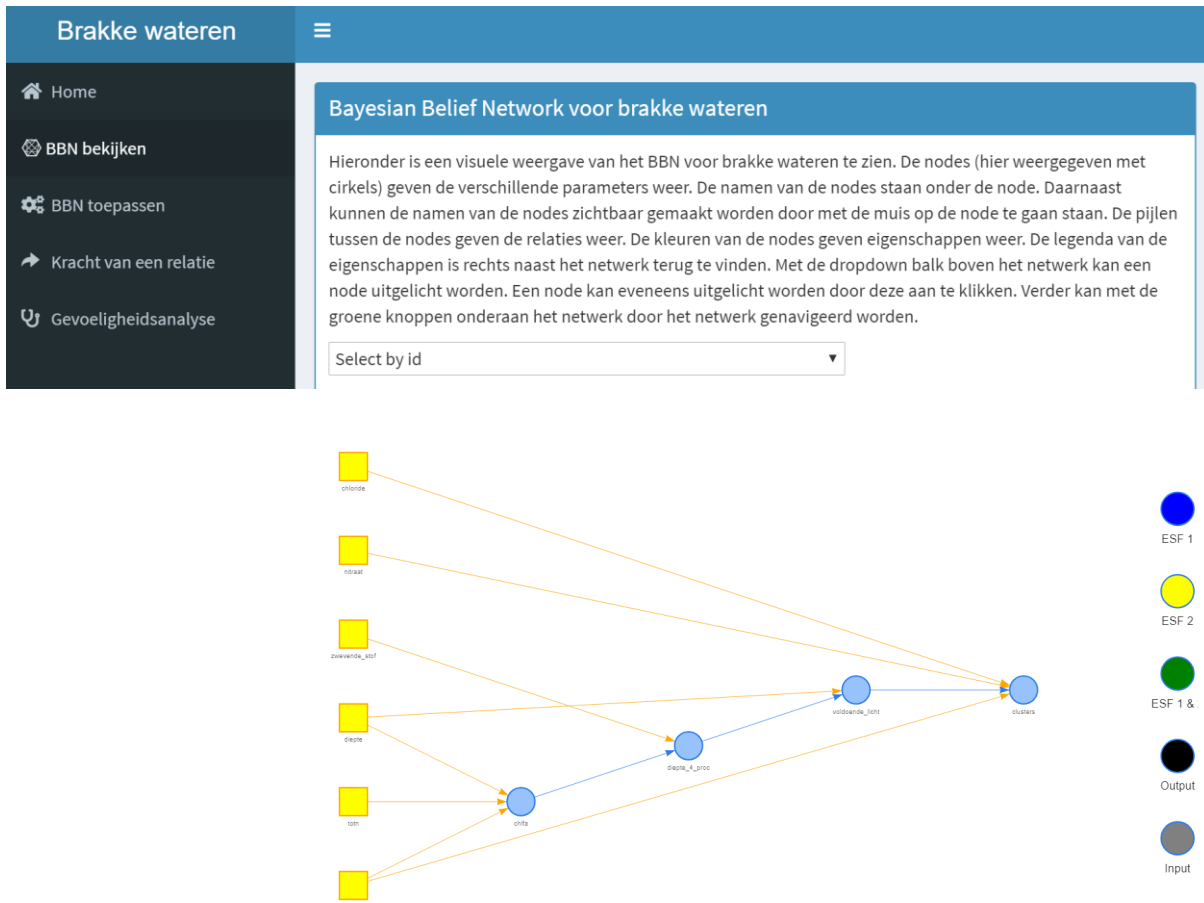 Brakke wateren
Home
BBN bekijken
BBN toepassen
Kracht van een relatie
Gevoeligheidsanalyse
Bayesian Belief Network voor brakke wateren
Hieronder is een visuele weergave van het BBN voor brakke wateren te zien. De nodes (hier weergegeven met
cirkels) geven de verschillende parameters weer. De namen van de nodes staan onder de node. Daarnaast
kunnen de namen van de nodes zichtbaar gemaakt worden door met de muis op de node te gaan staan. De pijlen
tussen de nodes geven de relaties weer. De kleuren van de nodes geven eigenschappen weer. De legenda van de
eigenschappen is rechts naast het netwerk terug te vinden. Met de dropdown balk boven het netwerk kan een
node uitgelicht worden. Een node kan eveneens uitgelicht worden door deze aan te klikken. Verder kan met de
groene knoppen onderaan het netwerk door het netwerk genavigeerd worden.
Select by id
chloride
nitraat
zwevende_stof
diepte
totn
chlfa
diepte_4_proc
voldoende_licht
clusters
ESF 1
ESF 2
ESF 1 &
Output
Input